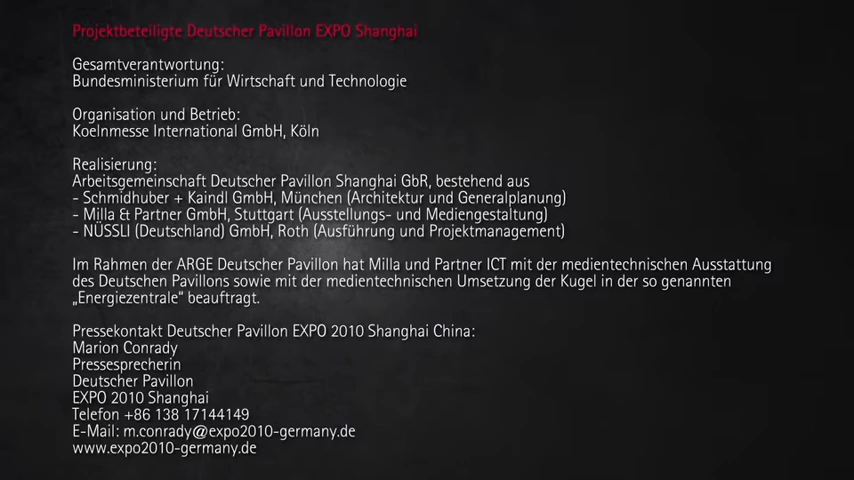 Projektbeteiligte Deutscher Pavillon EXPO Shanghai
Gesamtverantwortung:
Bundesministerium für Wirtschaft und Technologie
Organisation und Betrieb:
Koelnmesse International GmbH, Köln
Realisierung:
Arbeitsgemeinschaft Deutscher Pavillon Shanghai GbR, bestehend aus
- Schmidhuber + Kaindl GmbH, München (Architektur und Generalplanung)
- Milla & Partner GmbH, Stuttgart (Ausstellungs- und Mediengestaltung)
- NÜSSLI (Deutschland) GmbH, Roth (Ausführung und Projektmanagement)
Im Rahmen der ARGE Deutscher Pavillon hat Milla und Partner ICT mit der medientechnischen Ausstattung
des Deutschen Pavillons sowie mit der medientechnischen Umsetzung der Kugel in der so genannten
„Energiezentrale“ beauftragt.
Pressekontakt Deutscher Pavillon EXPO 2010 Shanghai China:
Marion Conrady
Pressesprecherin
Deutscher Pavillon
EXPO 2010 Shanghai
Telefon +86 138 17144149
E-Mail: m.conrady@expo2010-germany.de
www.expo2010-germany.de